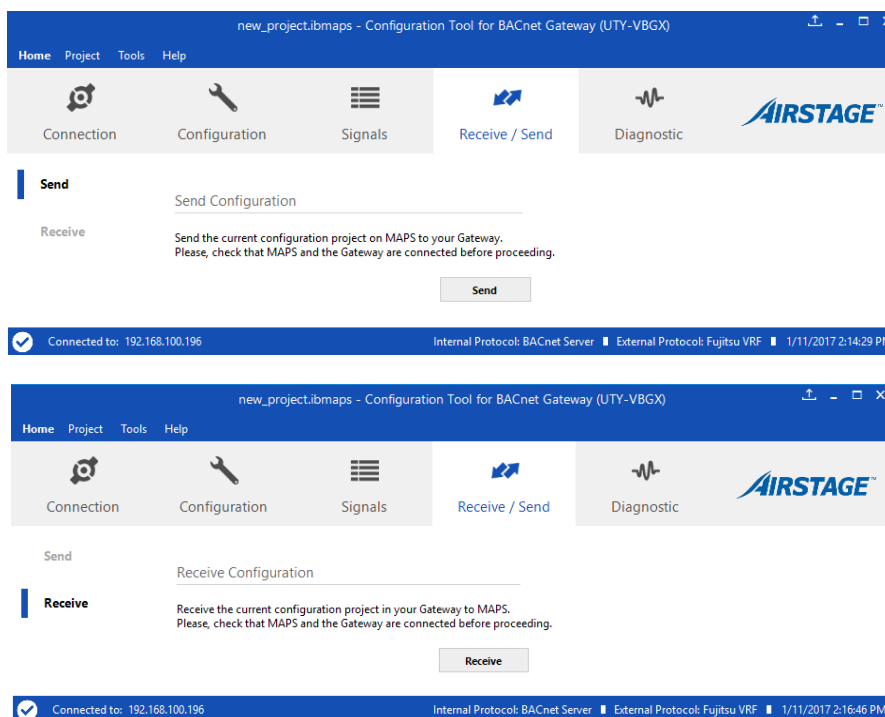 new_project.ibmaps - Configuration Tool for BACnet Gateway (UTY-VBGX)
Home Project Tools Help
Connection Configuration Signals Receive / Send Diagnostic AIRSTAGE™
Send
Send Configuration
Receive
Send the current configuration project on MAPS to your Gateway.
Please, check that MAPS and the Gateway are connected before proceeding.
Send
Connected to: 192.168.100.196 Internal Protocol: BACnet Server External Protocol: Fujitsu VRF 1/11/2017 2:14:29 PM
new_project.ibmaps - Configuration Tool for BACnet Gateway (UTY-VBGX)
Home Project Tools Help
Connection Configuration Signals Receive / Send Diagnostic AIRSTAGE™
Send
Receive Configuration
Receive
Receive the current configuration project in your Gateway to MAPS.
Please, check that MAPS and the Gateway are connected before proceeding.
Receive
Connected to: 192.168.100.196 Internal Protocol: BACnet Server External Protocol: Fujitsu VRF 1/11/2017 2:16:46 PM